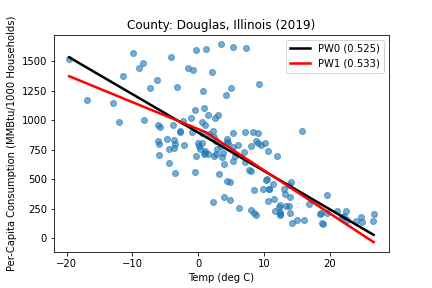 County: Douglas, Illinois (2019)
PW0 (0.525)
PW1 (0.533)
Per-Capita Consumption (MMBtu/1000 Households)
1500
1250
1000
750
500
250
0
−20
−10
0
10
20
Temp (deg C)